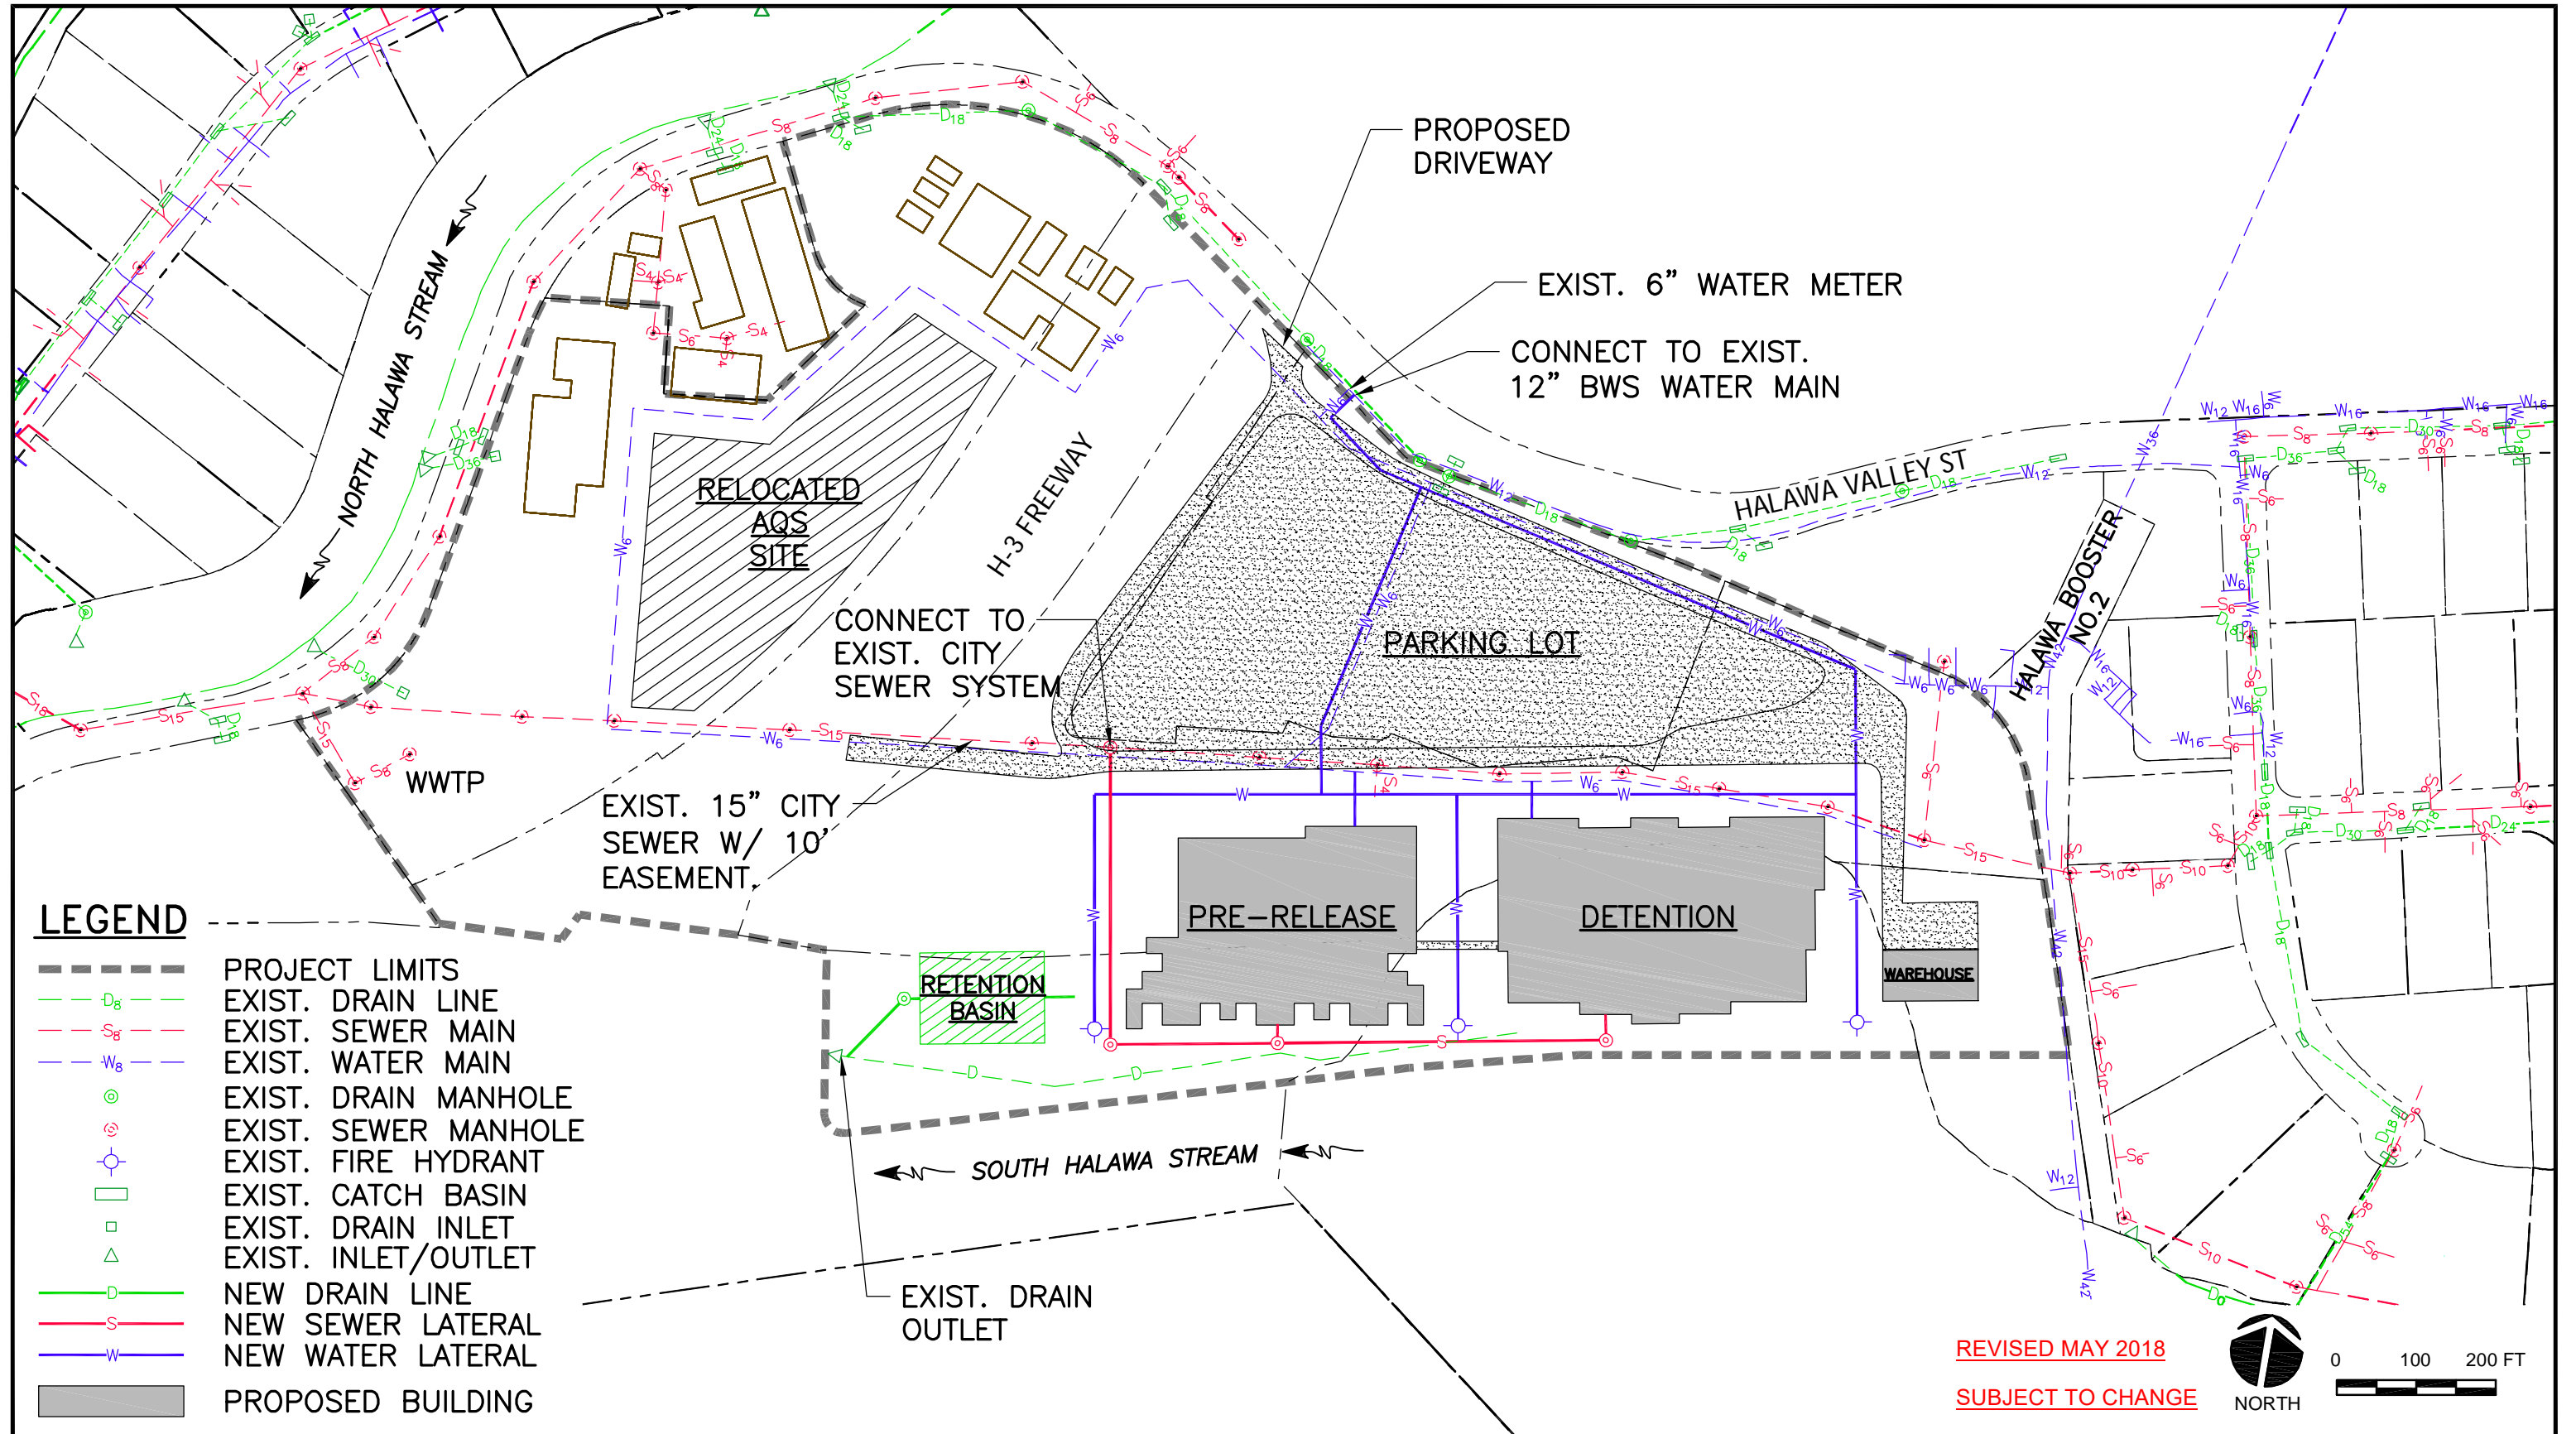 PROPOSED
DRIVEWAY
EXIST. 6" WATER METER
CONNECT TO EXIST.
12" BWS WATER MAIN
NORTH HALAWA STREAM
RELOCATED
AQS
SITE
H-3 FREEWAY
HALAWA VALLEY ST
HALAWA BOOSTER
NO.2
PARKING LOT
CONNECT TO
EXIST. CITY
SEWER SYSTEM
WWTP
EXIST. 15" CITY
SEWER W/ 10'
EASEMENT.
PRE-RELEASE
DETENTION
WAREHOUSE
RETENTION
BASIN
SOUTH HALAWA STREAM
EXIST. DRAIN
OUTLET
LEGEND
PROJECT LIMITS
D8 EXIST. DRAIN LINE
S8 EXIST. SEWER MAIN
W8 EXIST. WATER MAIN
EXIST. DRAIN MANHOLE
EXIST. SEWER MANHOLE
EXIST. FIRE HYDRANT
EXIST. CATCH BASIN
EXIST. DRAIN INLET
EXIST. INLET/OUTLET
D NEW DRAIN LINE
S NEW SEWER LATERAL
W NEW WATER LATERAL
PROPOSED BUILDING
REVISED MAY 2018
SUBJECT TO CHANGE
NORTH
0 100 200 FT